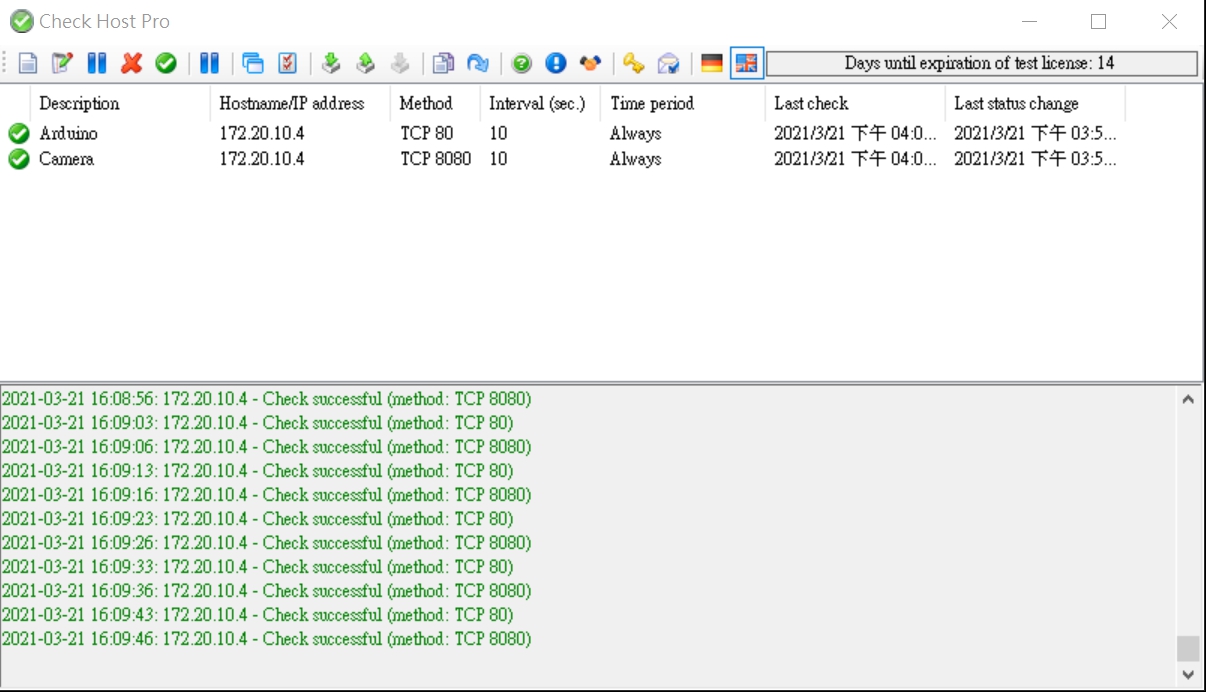 Check Host Pro
Days until expiration of test license: 14
Description Hostname/IP address Method Interval (sec.) Time period Last check Last status change
Arduino 172.20.10.4 TCP 80 10 Always 2021/3/21 下午 04:0... 2021/3/21 下午 03:5...
Camera 172.20.10.4 TCP 8080 10 Always 2021/3/21 下午 04:0... 2021/3/21 下午 03:5...
2021-03-21 16:08:56: 172.20.10.4 - Check successful (method: TCP 8080)
2021-03-21 16:09:03: 172.20.10.4 - Check successful (method: TCP 80)
2021-03-21 16:09:06: 172.20.10.4 - Check successful (method: TCP 8080)
2021-03-21 16:09:13: 172.20.10.4 - Check successful (method: TCP 80)
2021-03-21 16:09:16: 172.20.10.4 - Check successful (method: TCP 8080)
2021-03-21 16:09:23: 172.20.10.4 - Check successful (method: TCP 80)
2021-03-21 16:09:26: 172.20.10.4 - Check successful (method: TCP 8080)
2021-03-21 16:09:33: 172.20.10.4 - Check successful (method: TCP 80)
2021-03-21 16:09:36: 172.20.10.4 - Check successful (method: TCP 8080)
2021-03-21 16:09:43: 172.20.10.4 - Check successful (method: TCP 80)
2021-03-21 16:09:46: 172.20.10.4 - Check successful (method: TCP 8080)